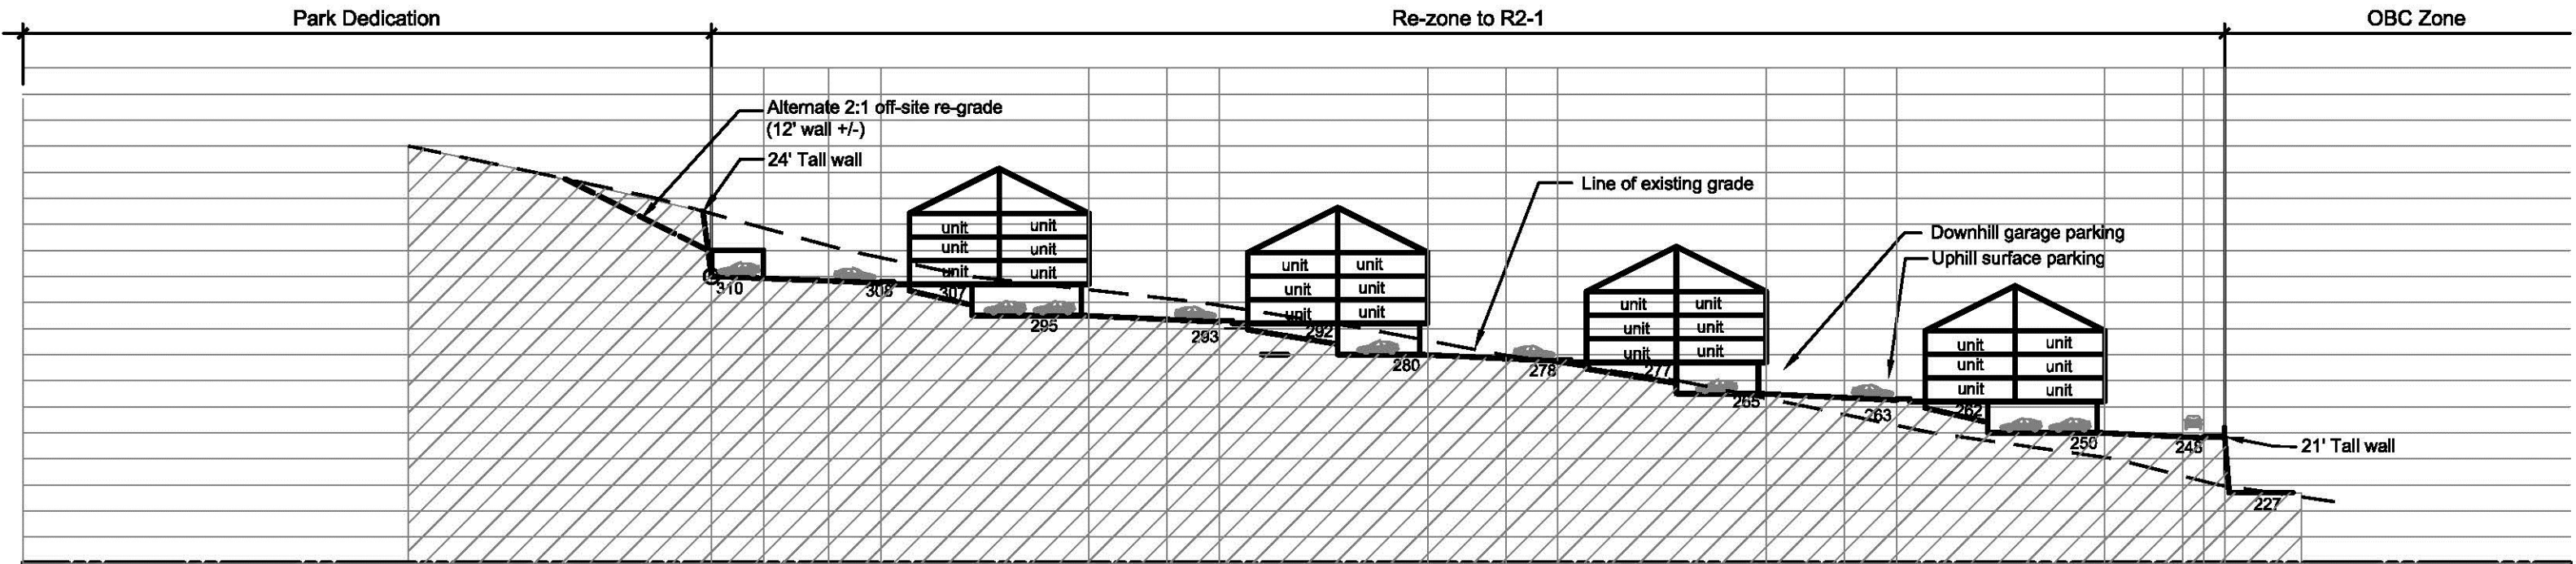 Park Dedication
Re-zone to R2-1
OBC Zone
Alternate 2:1 off-site re-grade
(12' wall +/-)
24' Tall wall
Line of existing grade
Downhill garage parking
Uphill surface parking
unit unit
unit unit
unit unit
unit unit
unit unit
unit unit
unit unit
unit unit
unit unit
unit unit
unit unit
unit unit
310
308
307
295
293
292
280
278
277
265
263
262
250
248
21' Tall wall
227